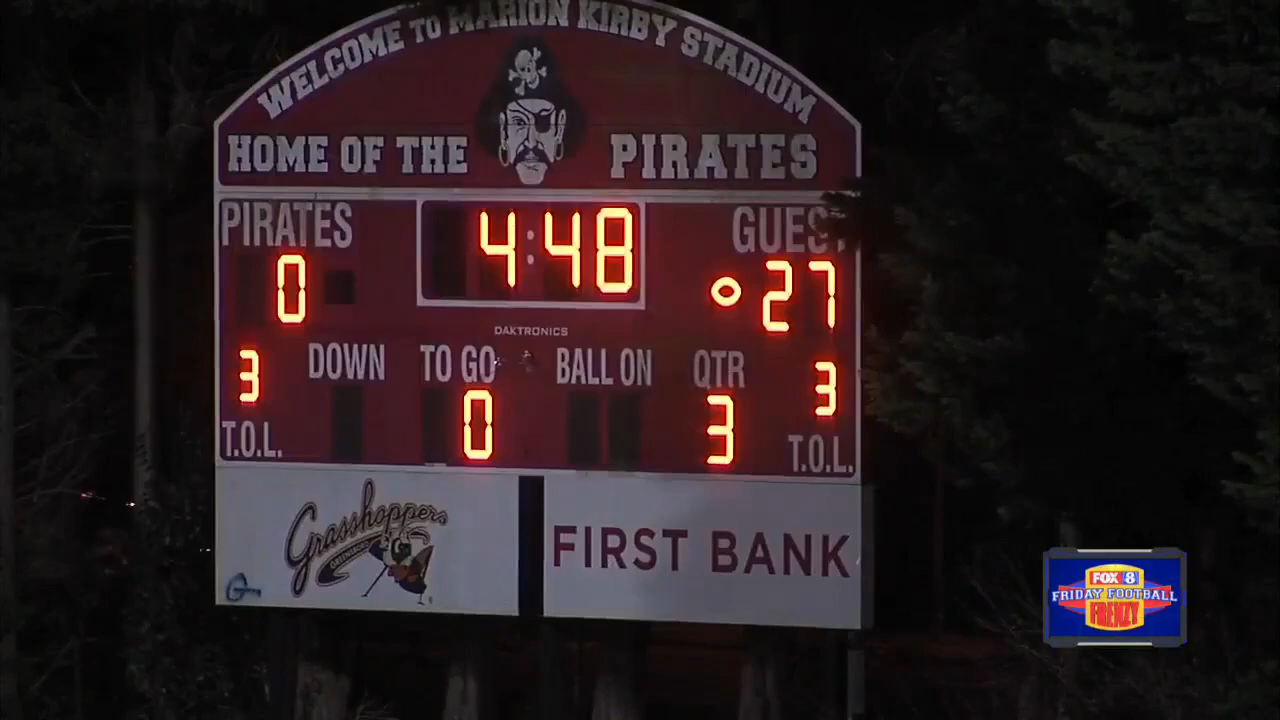 WELCOME TO MARION KIRBY STADIUM
HOME OF THE PIRATES
PIRATES 4:48 GUEST
0 27
DAKTRONICS
3 DOWN TO GO BALL ON QTR 3
T.O.L. 0 3 T.O.L.
Grasshoppers
GREENSBORO
G
FIRST BANK
FOX 8
FRIDAY FOOTBALL
FRENZY